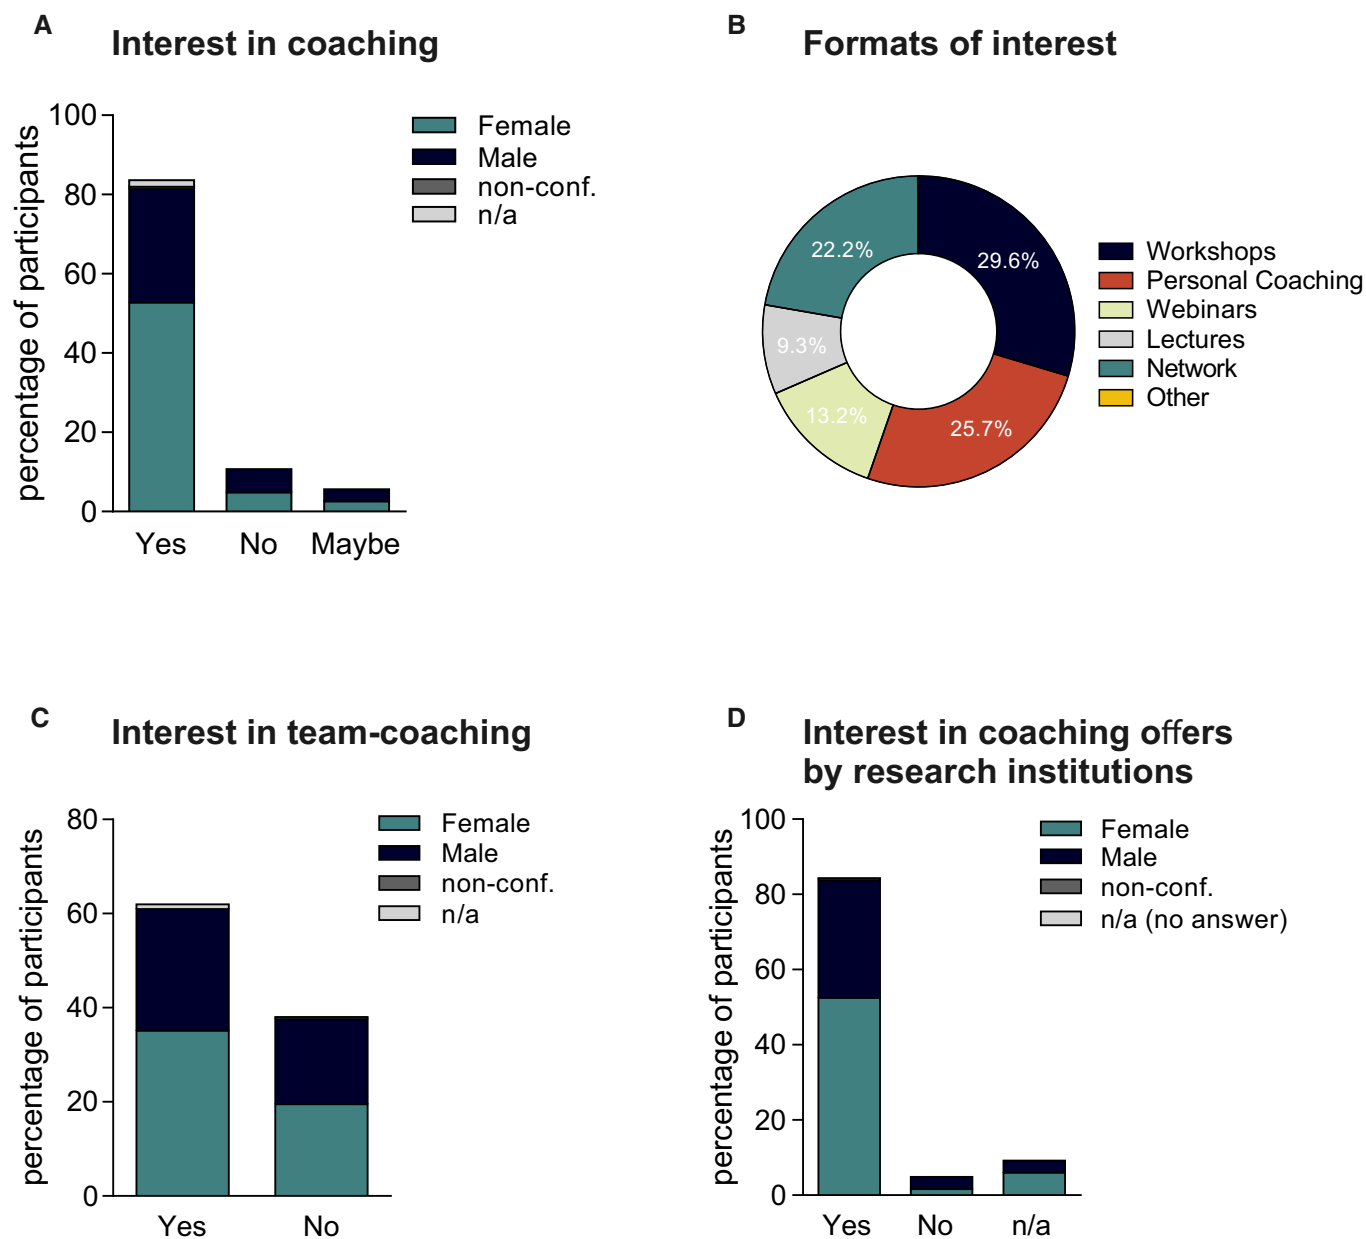 A
Interest in coaching
percentage of participants
100
80
60
40
20
0
Yes
No
Maybe
Female
Male
non-conf.
n/a
B
Formats of interest
22.2%
29.6%
9.3%
13.2%
25.7%
Workshops
Personal Coaching
Webinars
Lectures
Network
Other
C
Interest in team-coaching
percentage of participants
80
60
40
20
0
Yes
No
Female
Male
non-conf.
n/a
D
Interest in coaching offers
by research institutions
percentage of participants
100
80
60
40
20
0
Yes
No
n/a
Female
Male
non-conf.
n/a (no answer)